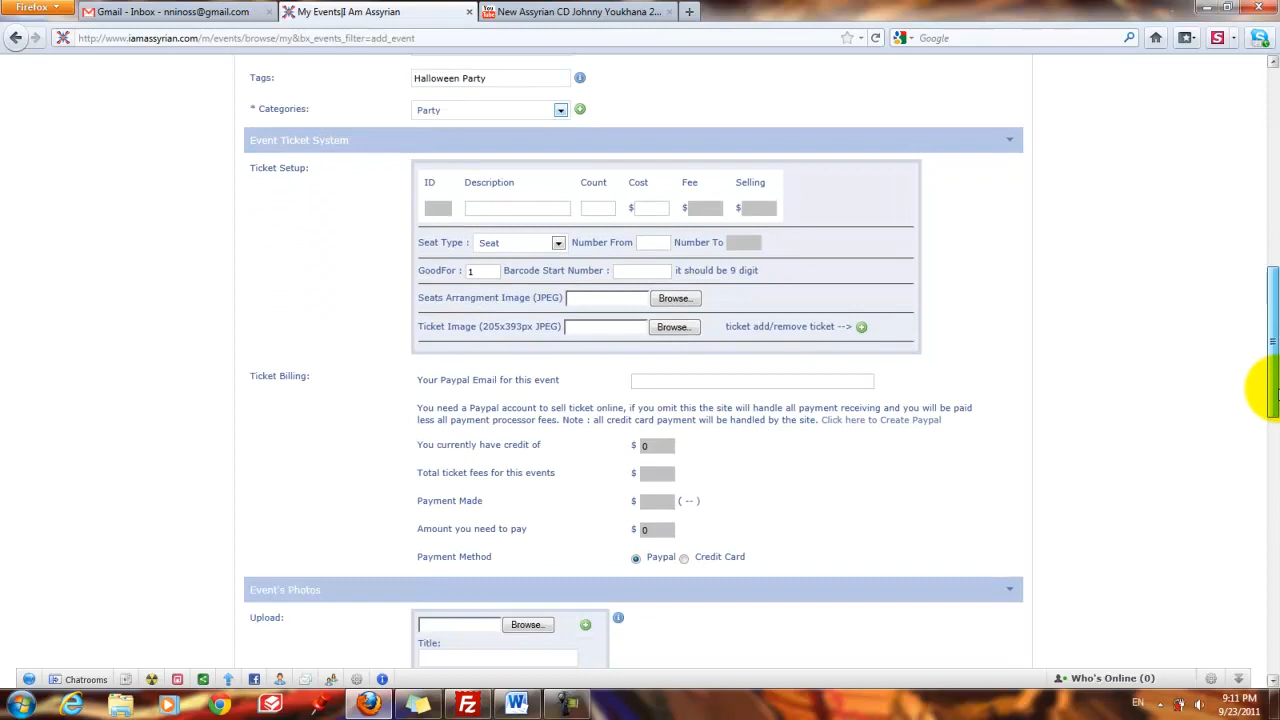 Firefox
Gmail - Inbox - nninoss@gmail.com
My Events I Am Assyrian
New Assyrian CD Johnny Youkhana 2...
http://www.iamassyrian.com/m/events/browse/my&bx_events_filter=add_event
Google
Tags:
Halloween Party
* Categories:
Party
Event Ticket System
Ticket Setup:
ID Description Count Cost Fee Selling
$ $ $
Seat Type : Seat Number From Number To
GoodFor : 1 Barcode Start Number : it should be 9 digit
Seats Arrangment Image (JPEG) Browse...
Ticket Image (205x393px JPEG) Browse... ticket add/remove ticket -->
Ticket Billing:
Your Paypal Email for this event
You need a Paypal account to sell ticket online, if you omit this the site will handle all payment receiving and you will be paid
less all payment processor fees. Note : all credit card payment will be handled by the site. Click here to Create Paypal
You currently have credit of $ 0
Total ticket fees for this events $
Payment Made $ ( -- )
Amount you need to pay $ 0
Payment Method Paypal Credit Card
Event's Photos
Upload:
Browse...
Title:
Chatrooms
Who's Online (0)
EN
9:11 PM
9/23/2011